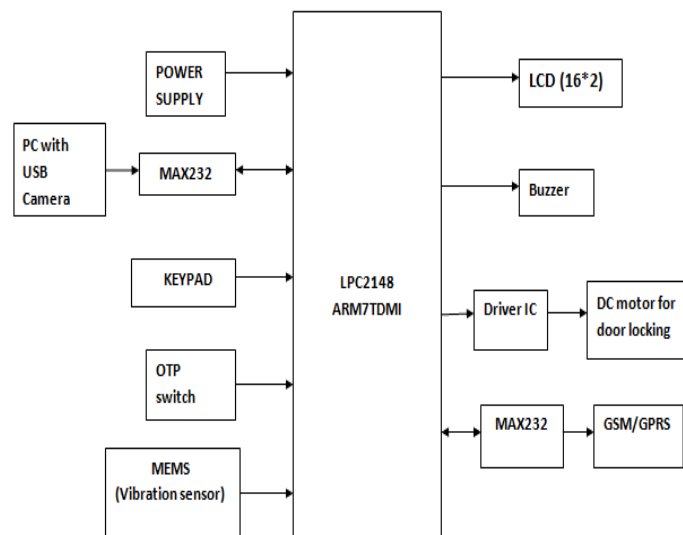 POWER
SUPPLY
PC with
USB
Camera
MAX232
KEYPAD
OTP
switch
MEMS
(Vibration sensor)
LPC2148
ARM7TDMI
LCD (16*2)
Buzzer
Driver IC
DC motor for
door locking
MAX232
GSM/GPRS